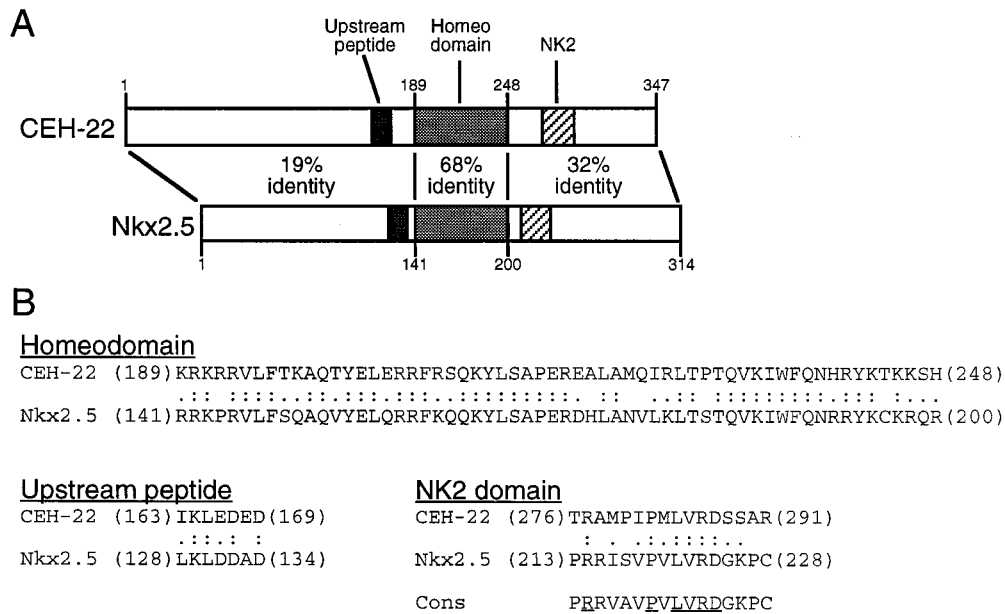 A
Upstream peptide
Homeo domain
NK2
1
189
248
347
CEH-22
19% identity
68% identity
32% identity
Nkx2.5
1
141
200
314
B
Homeodomain
CEH-22 (189)KRKRRVLFTKAQTYELERRFRSQKYLSAPEREALAMQIRLTPTQVKIWFQNHRYKTKKSH(248)
.:: ::::..:: :::.:::..:::::::::. .:: ..:.::.::::::::.::: :..
Nkx2.5 (141)RRKPRVLFSQAQVYELQRRFKQQKYLSAPERDHLANVLKLTSTQVKIWFQNRRYKCKRQR(200)
Upstream peptide
CEH-22 (163)IKLEDED(169)
.::.: :
Nkx2.5 (128)LKLDDAD(134)
NK2 domain
CEH-22 (276)TRAMPIPMLVRDSSAR(291)
: . .:.::::..
Nkx2.5 (213)PRRISVPVLVRDGKPC(228)
Cons PRRVAVPVLVRDGKPC